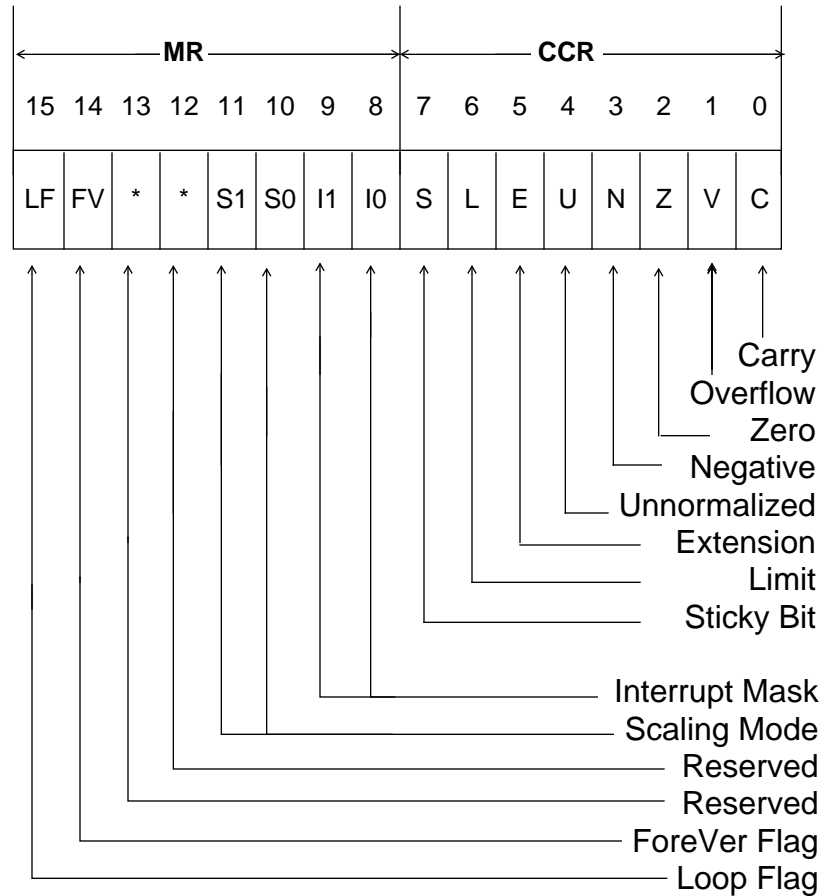 MR CCR
15 14 13 12 11 10 9 8 7 6 5 4 3 2 1 0
LF FV * * S1 S0 I1 I0 S L E U N Z V C
Carry
Overflow
Zero
Negative
Unnormalized
Extension
Limit
Sticky Bit
Interrupt Mask
Scaling Mode
Reserved
Reserved
ForeVer Flag
Loop Flag